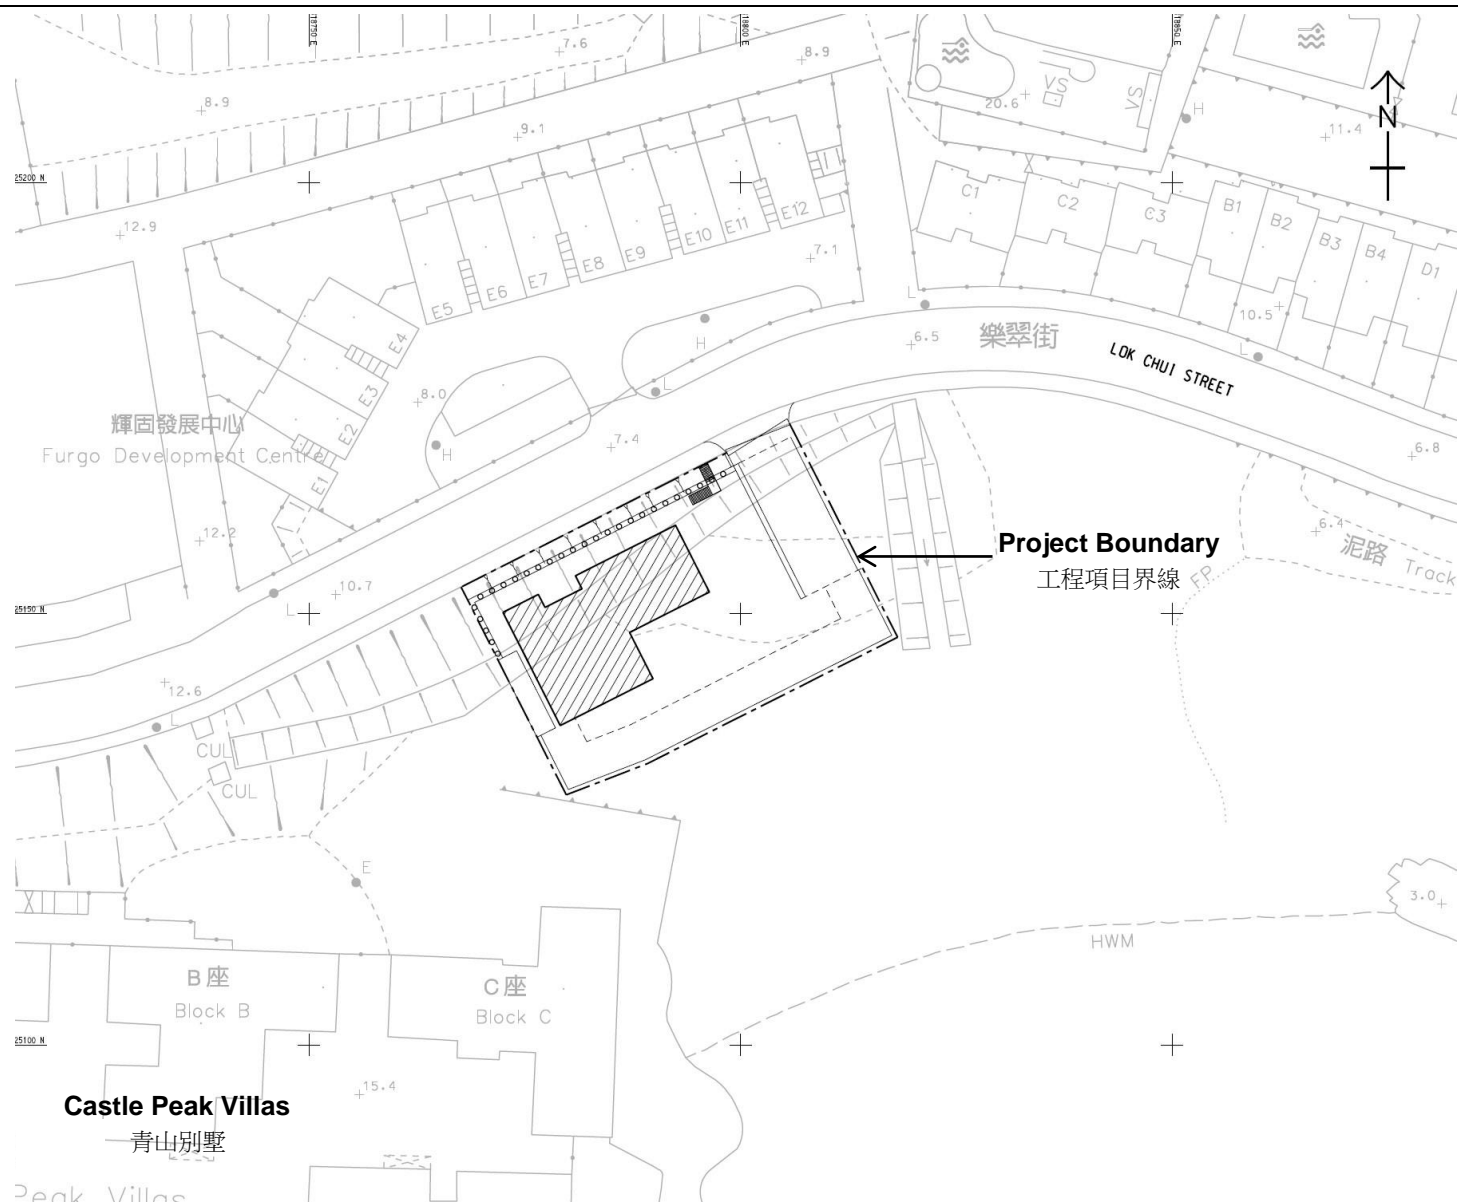 18750 E
18800 E
18850 E
7.6
8.9
8.9
9.1
VS
20.6
VS
H
11.4
N
25200 N
12.9
C1
C2
C3
B1
B2
B3
B4
D1
E12
E11
E10
E9
E8
E7
E6
E5
7.1
L
10.5
L
6.5
樂翠街
LOK CHUI STREET
H
L
E4
E3
E2
E1
8.0
H
7.4
6.8
輝固發展中心
Furgo Development Centre
12.2
10.7
L
6.4
泥路 Track
FP
Project Boundary
工程項目界線
25150 N
12.6
L
CUL
CUL
E
3.0
HWM
B座
Block B
C座
Block C
25100 N
15.4
Castle Peak Villas
青山別墅
Peak Villas